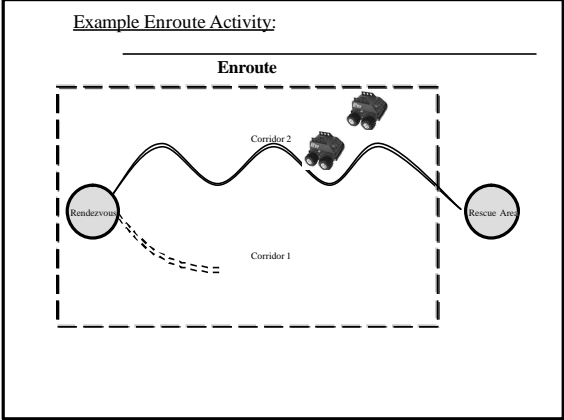 Example Enroute Activity:
Enroute
Corridor 2
Rendezvous
Rescue Area
Corridor 1